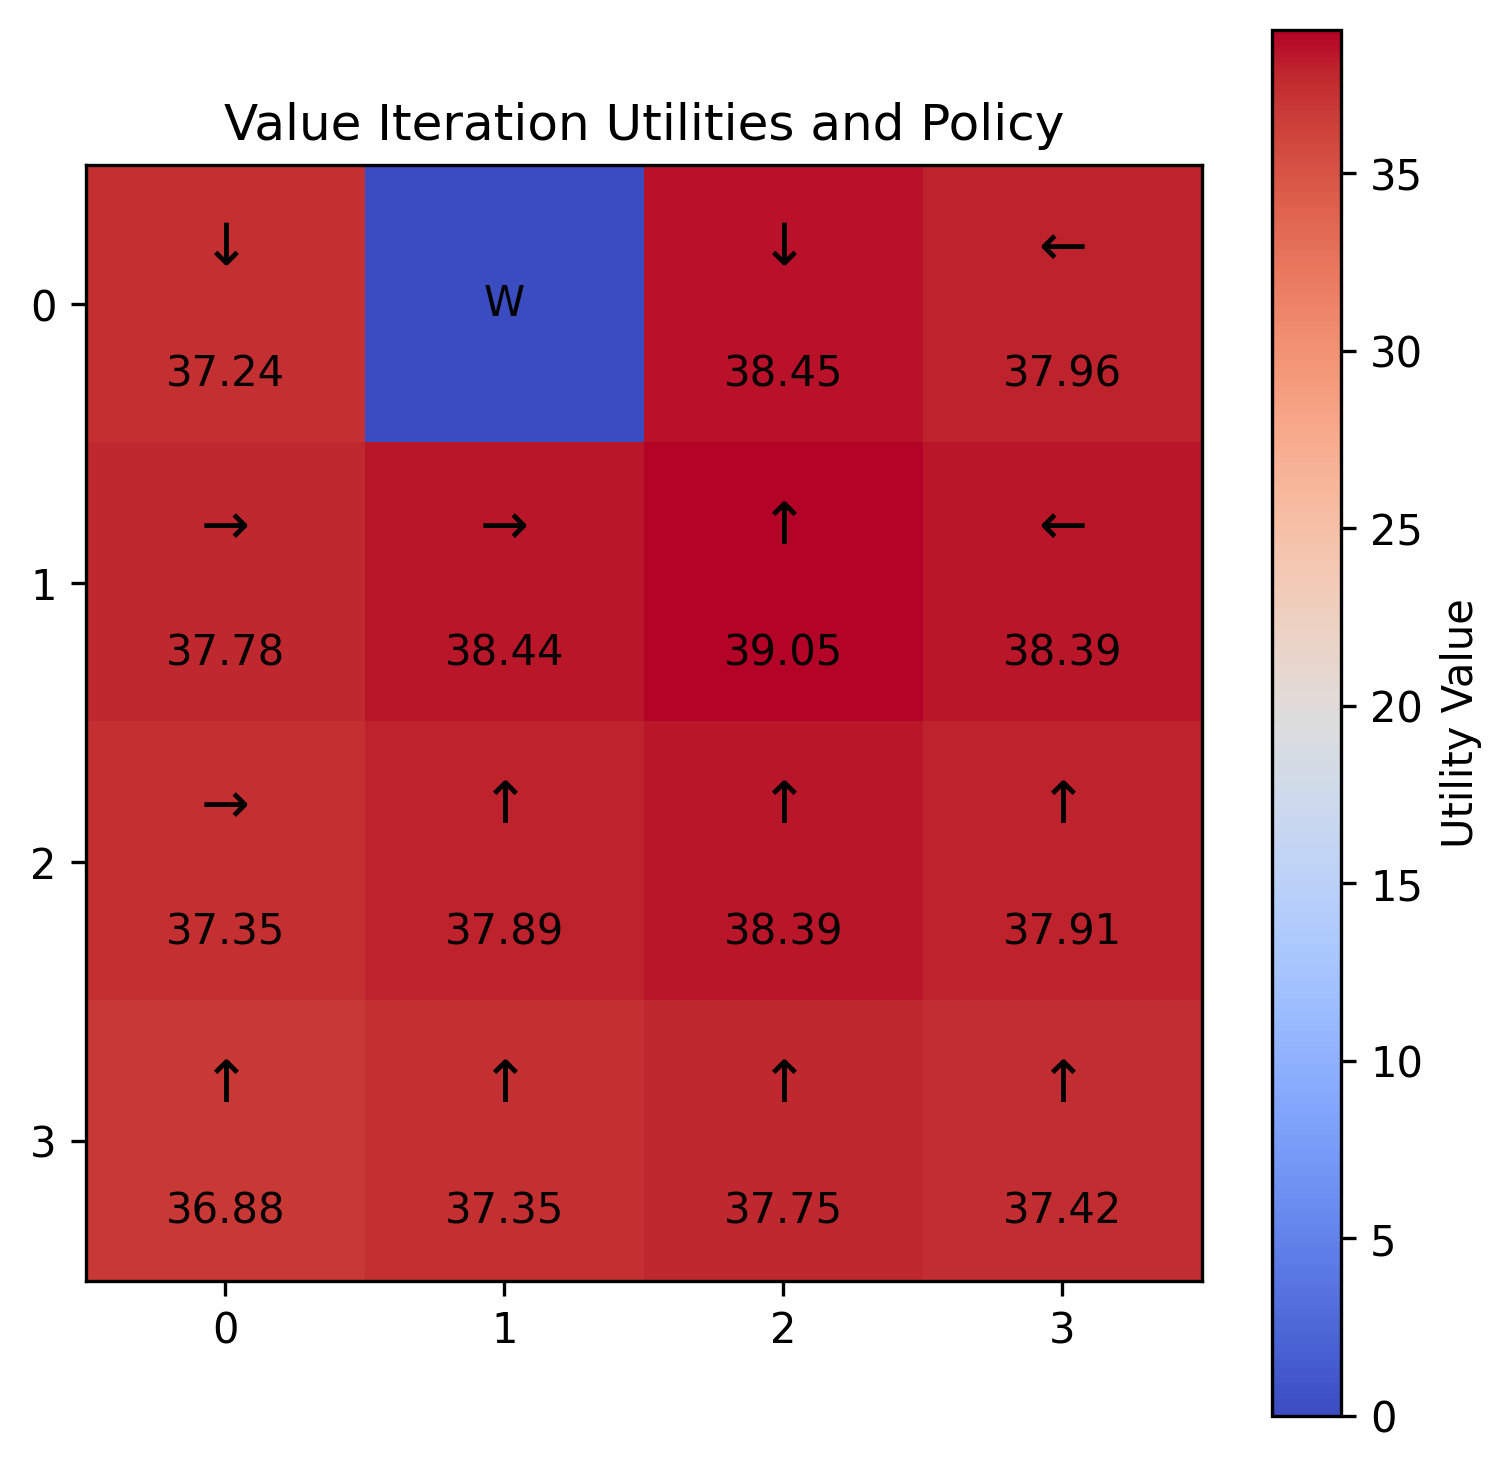 Value Iteration Utilities and Policy
↓ ↓ ←
0 W 35
37.24 38.45 37.96 30
→ → ↑ ← 25
1
37.78 38.44 39.05 38.39 20
→ ↑ ↑ ↑ 15
2
37.35 37.89 38.39 37.91 10
↑ ↑ ↑ ↑
3 5
36.88 37.35 37.75 37.42
0 1 2 3
0
Utility Value